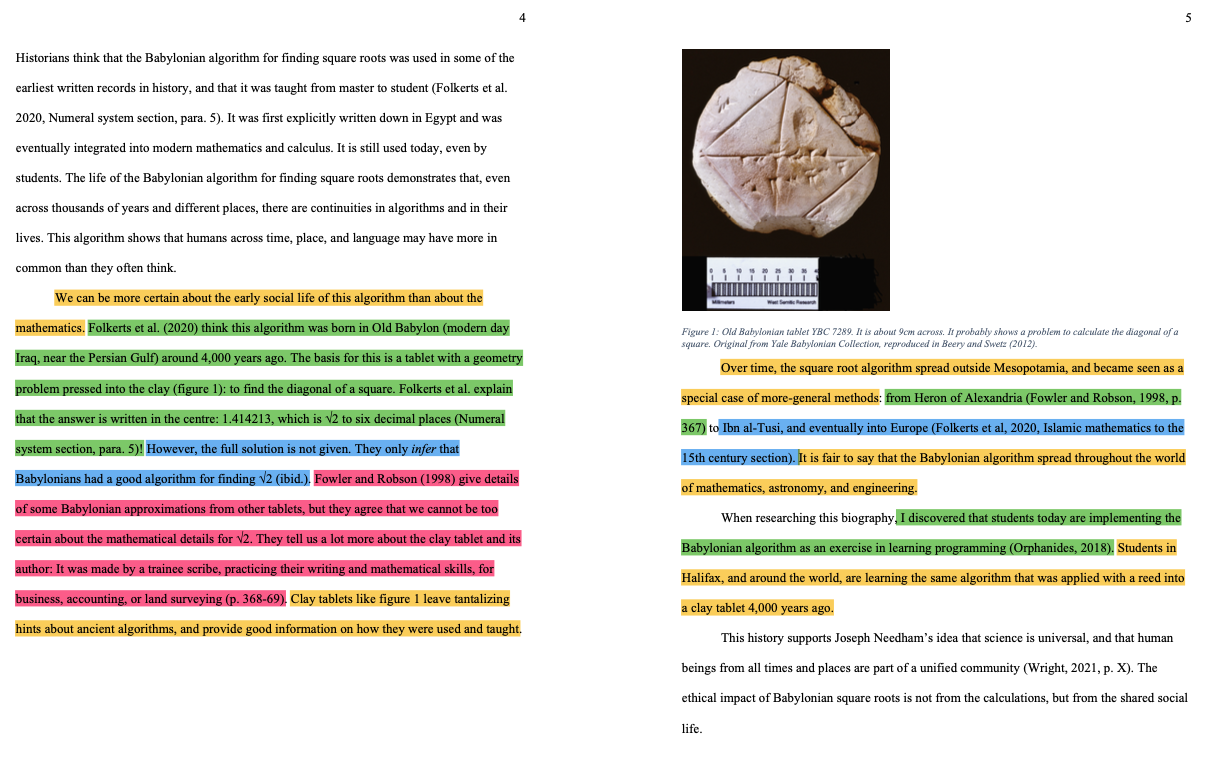 4
Historians think that the Babylonian algorithm for finding square roots was used in some of the
earliest written records in history, and that it was taught from master to student (Folkerts et al.
2020, Numeral system section, para. 5). It was first explicitly written down in Egypt and was
eventually integrated into modern mathematics and calculus. It is still used today, even by
students. The life of the Babylonian algorithm for finding square roots demonstrates that, even
across thousands of years and different places, there are continuities in algorithms and in their
lives. This algorithm shows that humans across time, place, and language may have more in
common than they often think.
We can be more certain about the early social life of this algorithm than about the
mathematics. Folkerts et al. (2020) think this algorithm was born in Old Babylon (modern day
Iraq, near the Persian Gulf) around 4,000 years ago. The basis for this is a tablet with a geometry
problem pressed into the clay (figure 1): to find the diagonal of a square. Folkerts et al. explain
that the answer is written in the centre: 1.414213, which is √2 to six decimal places (Numeral
system section, para. 5)! However, the full solution is not given. They only infer that
Babylonians had a good algorithm for finding √2 (ibid.). Fowler and Robson (1998) give details
of some Babylonian approximations from other tablets, but they agree that we cannot be too
certain about the mathematical details for √2. They tell us a lot more about the clay tablet and its
author: It was made by a trainee scribe, practicing their writing and mathematical skills, for
business, accounting, or land surveying (p. 368-69). Clay tablets like figure 1 leave tantalizing
hints about ancient algorithms, and provide good information on how they were used and taught.
5
0 5 10 15 20 25 30 35
Millimeters West Semitic Research
Figure 1: Old Babylonian tablet YBC 7289. It is about 9cm across. It probably shows a problem to calculate the diagonal of a
square. Original from Yale Babylonian Collection, reproduced in Beery and Swetz (2012).
Over time, the square root algorithm spread outside Mesopotamia, and became seen as a
special case of more-general methods: from Heron of Alexandria (Fowler and Robson, 1998, p.
367) to Ibn al-Tusi, and eventually into Europe (Folkerts et al, 2020, Islamic mathematics to the
15th century section). It is fair to say that the Babylonian algorithm spread throughout the world
of mathematics, astronomy, and engineering.
When researching this biography, I discovered that students today are implementing the
Babylonian algorithm as an exercise in learning programming (Orphanides, 2018). Students in
Halifax, and around the world, are learning the same algorithm that was applied with a reed into
a clay tablet 4,000 years ago.
This history supports Joseph Needham's idea that science is universal, and that human
beings from all times and places are part of a unified community (Wright, 2021, p. X). The
ethical impact of Babylonian square roots is not from the calculations, but from the shared social
life.